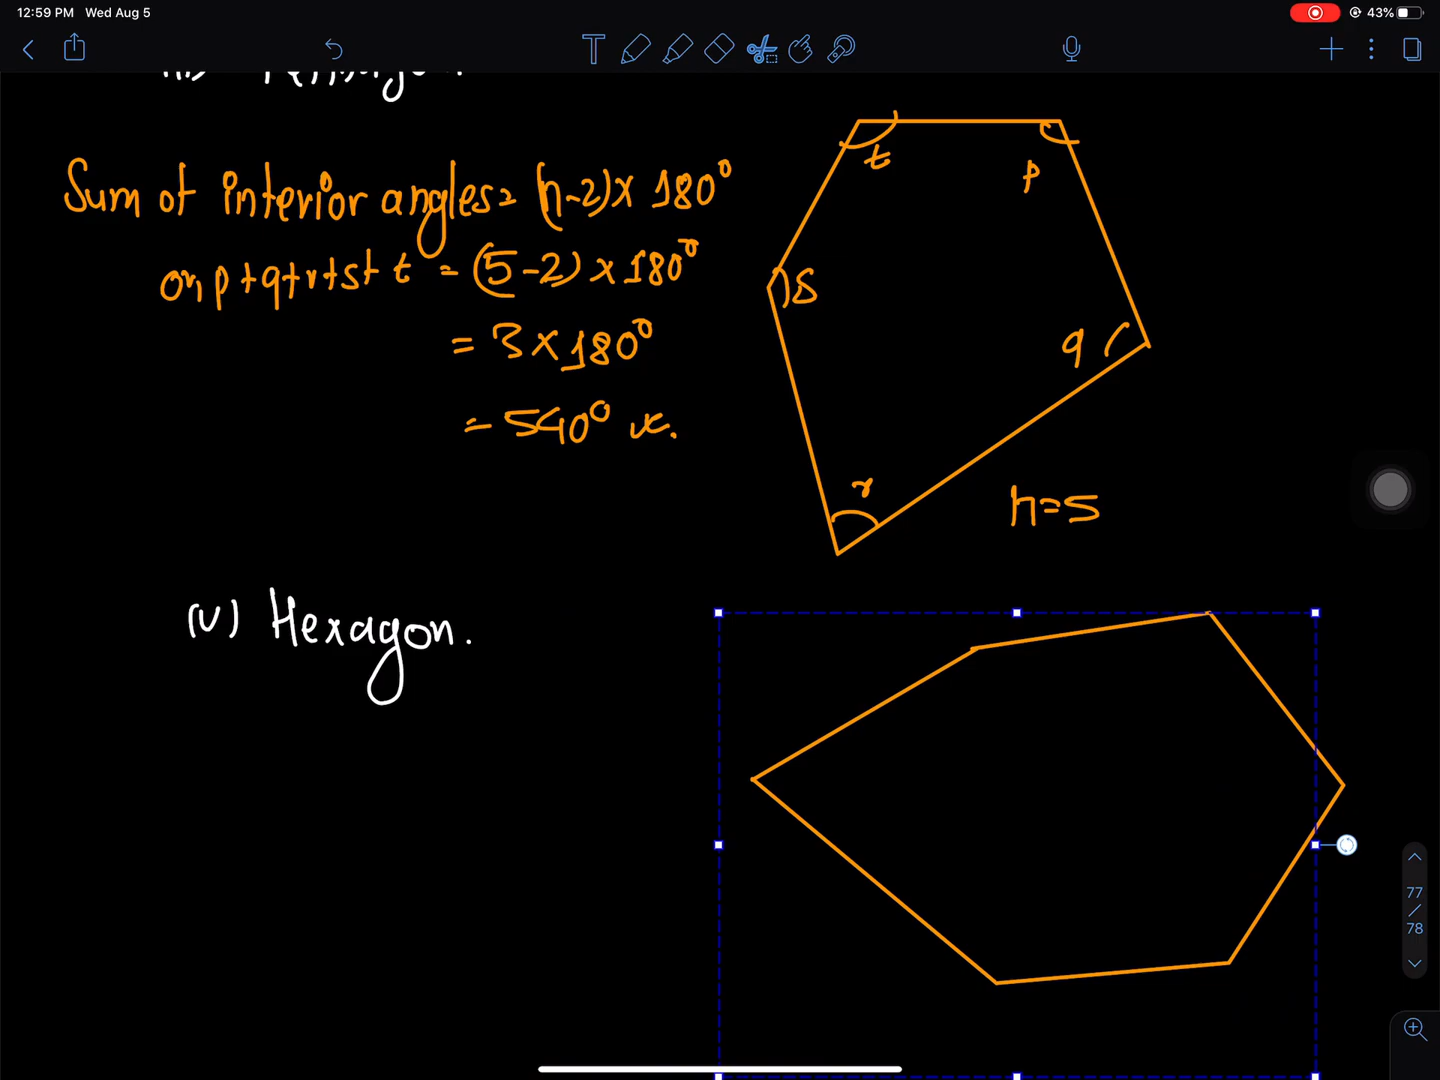 12:59 PM Wed Aug 5
43%
T
Sum of interior angles = (n-2) x 180°
or, p+q+r+s+t = (5-2) x 180°
= 3 x 180°
= 540°
t
p
s
q
r
n=5
(v) Hexagon.
77
/
78